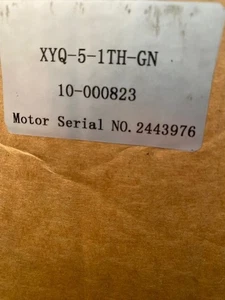 XYQ-5-1TH-GN
10-000823
Motor Serial NO. 2443976